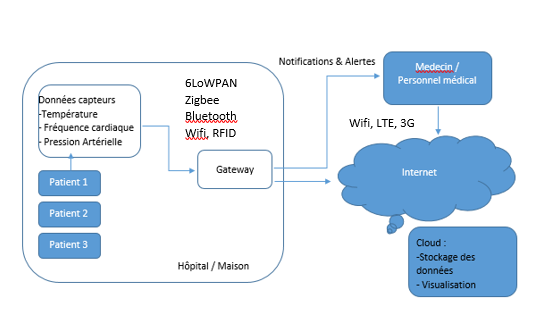 Notifications & Alertes
Medecin /
Personnel médical
6LoWPAN
Zigbee
Bluetooth
Wifi, RFID
Données capteurs
-Température
- Fréquence cardiaque
- Pression Artérielle
Wifi, LTE, 3G
Gateway
Internet
Patient 1
Patient 2
Patient 3
Hôpital / Maison
Cloud :
-Stockage des
données
- Visualisation